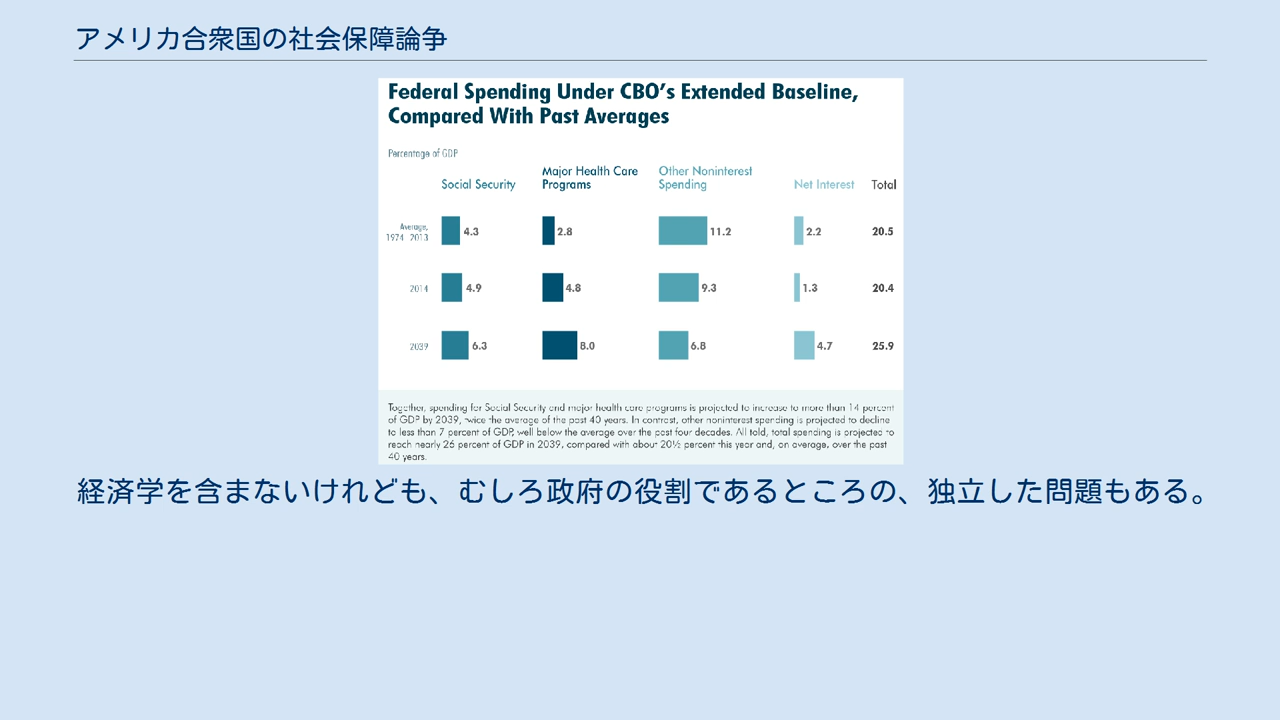 アメリカ合衆国の社会保障論争
Federal Spending Under CBO's Extended Baseline,
Compared With Past Averages
Percentage of GDP
Social Security
Major Health Care
Programs
Other Noninterest
Spending
Net Interest
Total
Average,
1974 2013
4.3
2.8
11.2
2.2
20.5
2014
4.9
4.8
9.3
1.3
20.4
2039
6.3
8.0
6.8
4.7
25.9
Together, spending for Social Security and major health care programs is projected to increase to more than 14 percent
of GDP by 2039, twice the average of the past 40 years. In contrast, other noninterest spending is projected to decline
to less than 7 percent of GDP, well below the average over the past four decades. All told, total spending is projected to
reach nearly 26 percent of GDP in 2039, compared with about 20½ percent this year and, on average, over the past
40 years.
経済学を含まないけれども、むしろ政府の役割であるところの、独立した問題もある。